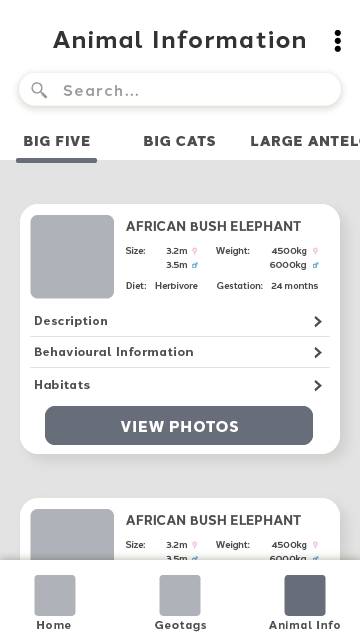 Animal Information
Search...
BIG FIVE BIG CATS LARGE ANTEL
AFRICAN BUSH ELEPHANT
Size: 3.2m ♀ Weight: 4500kg ♀
3.5m ♂ 6000kg ♂
Diet: Herbivore Gestation: 24 months
Description
Behavioural Information
Habitats
VIEW PHOTOS
AFRICAN BUSH ELEPHANT
Size: 3.2m ♀ Weight: 4500kg ♀
3.5m ♂ 6000kg ♂
Home Geotags Animal Info